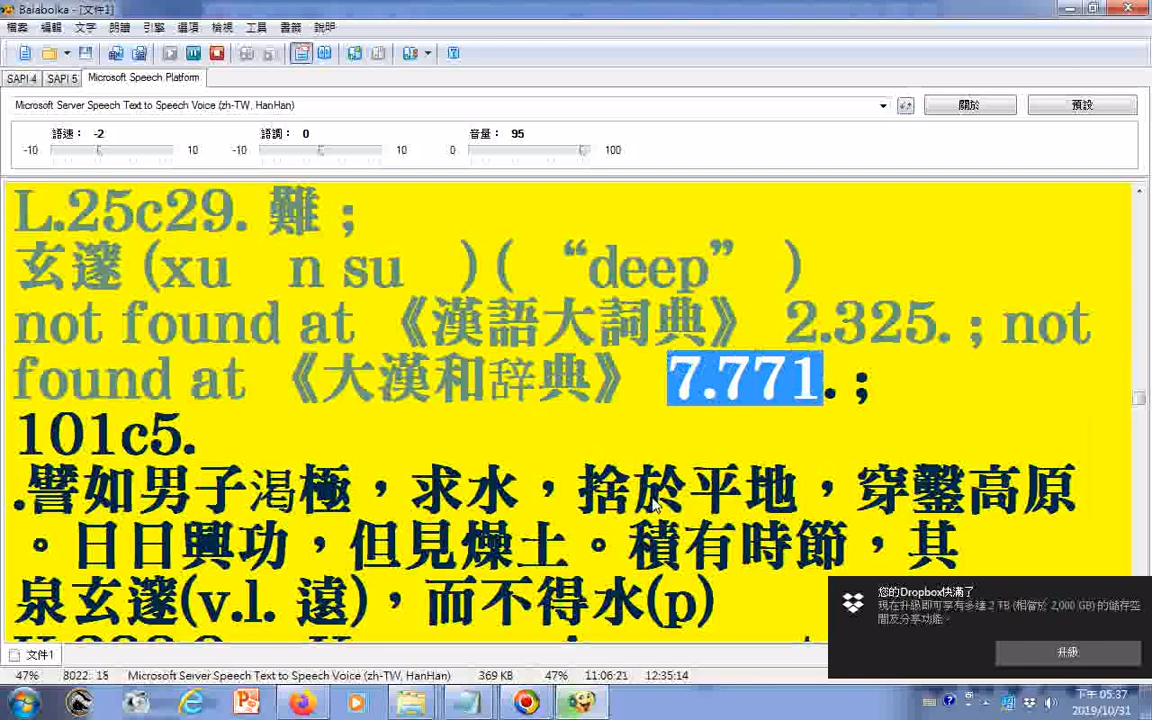 Balabolka - [文件1]
檔案 編輯 文字 朗讀 引擎 選項 檢視 工具 書籤 說明
SAPI 4 SAPI 5 Microsoft Speech Platform
Microsoft Server Speech Text to Speech Voice (zh-TW, HanHan) 關於 預設
語速： -2 語調： 0 音量： 95
-10 10 -10 10 0 100
L.25c29. 難；
玄邃 (xu n su )( “deep” )
not found at 《漢語大詞典》 2.325. ; not
found at 《大漢和辞典》 7.771. ;
101c5.
.譬如男子渴極，求水，捨於平地，穿鑿高原
。日日興功，但見燥土。積有時節，其
泉玄邃(v.l. 遠)，而不得水(p)
您的Dropbox快滿了
現在升級即可享有多達 2 TB (相當於 2,000 GB) 的儲存空
間及分享功能。
升級
文件1
47% 8022: 18 Microsoft Server Speech Text to Speech Voice (zh-TW, HanHan) 369 KB 47% 11:06:21 12:35:14
下午 05:37
2019/10/31